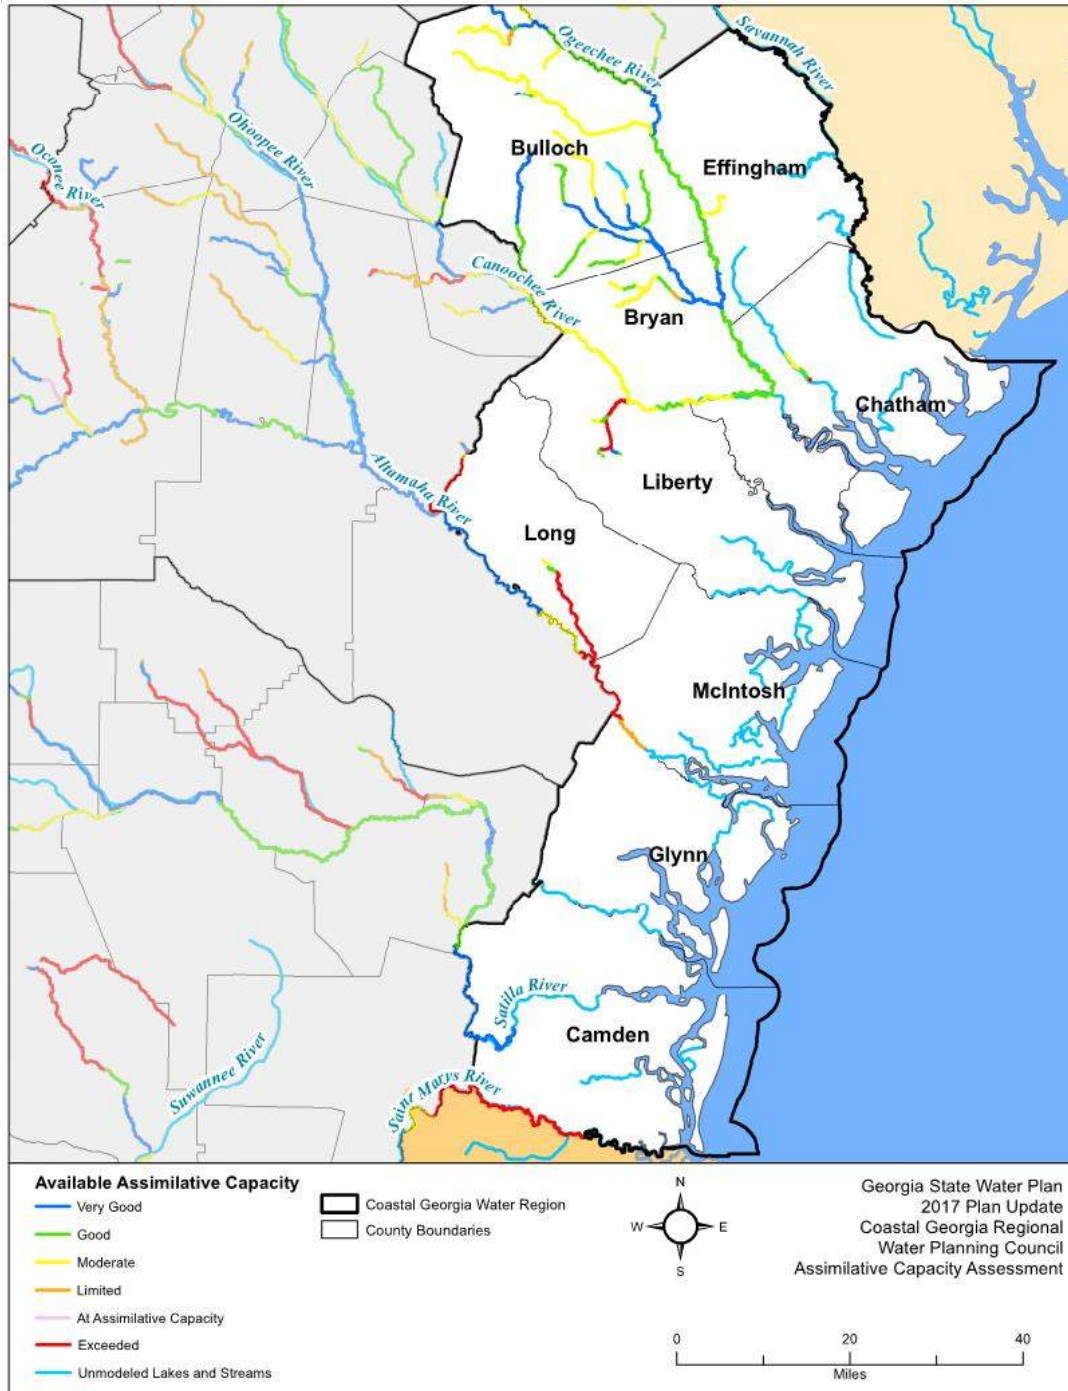 Savannah River
Ogeechee River
Bulloch
Effingham
Ohoopee River
Oconee River
Canoochee River
Bryan
Chatham
Liberty
Altamaha River
Long
McIntosh
Glynn
Satilla River
Camden
Suwannee River
Saint Marys River
Available Assimilative Capacity
Very Good
Good
Moderate
Limited
At Assimilative Capacity
Exceeded
Unmodeled Lakes and Streams
Coastal Georgia Water Region
County Boundaries
N
W E
S
Georgia State Water Plan
2017 Plan Update
Coastal Georgia Regional
Water Planning Council
Assimilative Capacity Assessment
0 20 40
Miles